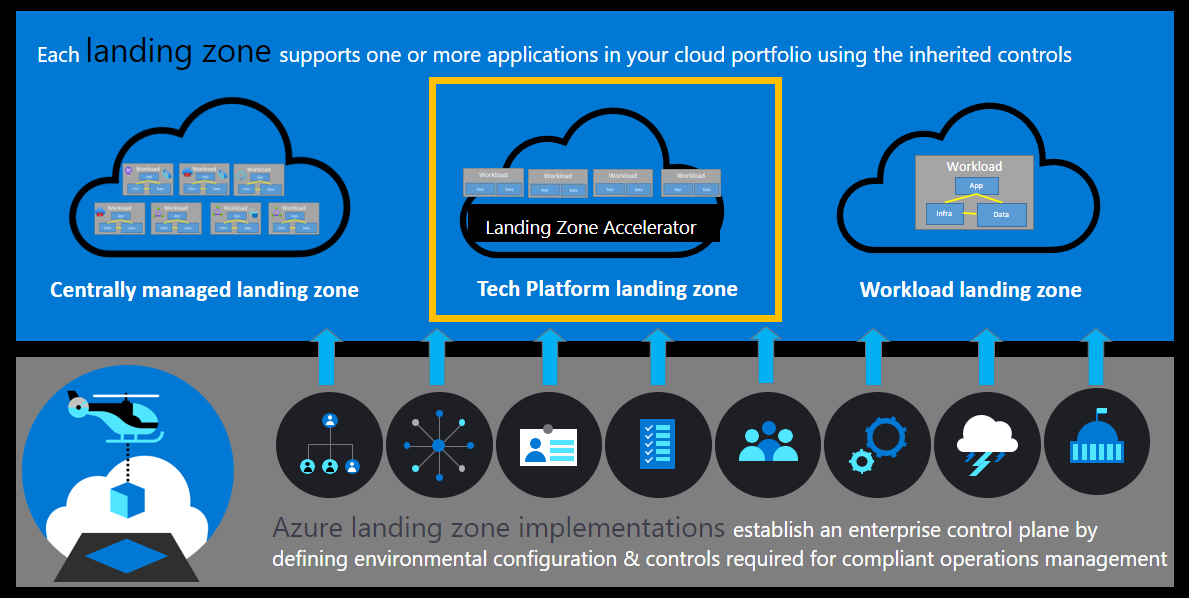 Each landing zone supports one or more applications in your cloud portfolio using the inherited controls
Workload Workload Workload
App App App
Infra Data Infra Data Infra Data
Workload Workload Workload Workload
App App App App
Infra Data Infra Data Infra Data Infra Data
Centrally managed landing zone
Workload Workload Workload Workload
App Data App Data App Data App Data
Landing Zone Accelerator
Tech Platform landing zone
Workload
App
Infra Data
Workload landing zone
Azure landing zone implementations establish an enterprise control plane by
defining environmental configuration & controls required for compliant operations management